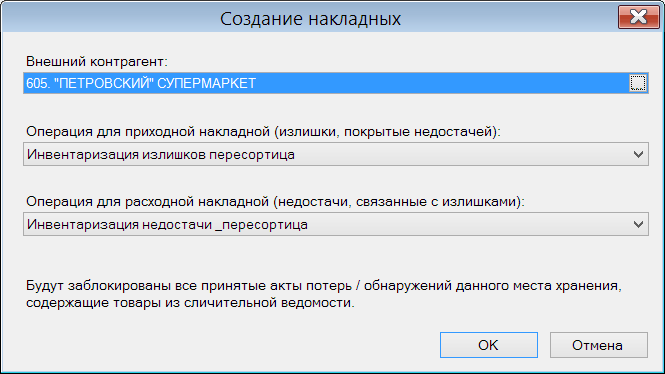 Создание накладных
Внешний контрагент:
605. "ПЕТРОВСКИЙ" СУПЕРМАРКЕТ
...
Операция для приходной накладной (излишки, покрытые недостачей):
Инвентаризация излишков пересортица
Операция для расходной накладной (недостачи, связанные с излишками):
Инвентаризация недостачи _пересортица
Будут заблокированы все принятые акты потерь / обнаружений данного места хранения,
содержащие товары из сличительной ведомости.
OK
Отмена